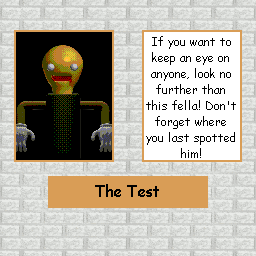 If you want to
keep an eye on
anyone, look no
further than
this fella! Don't
forget where
you last spotted
him!
The Test